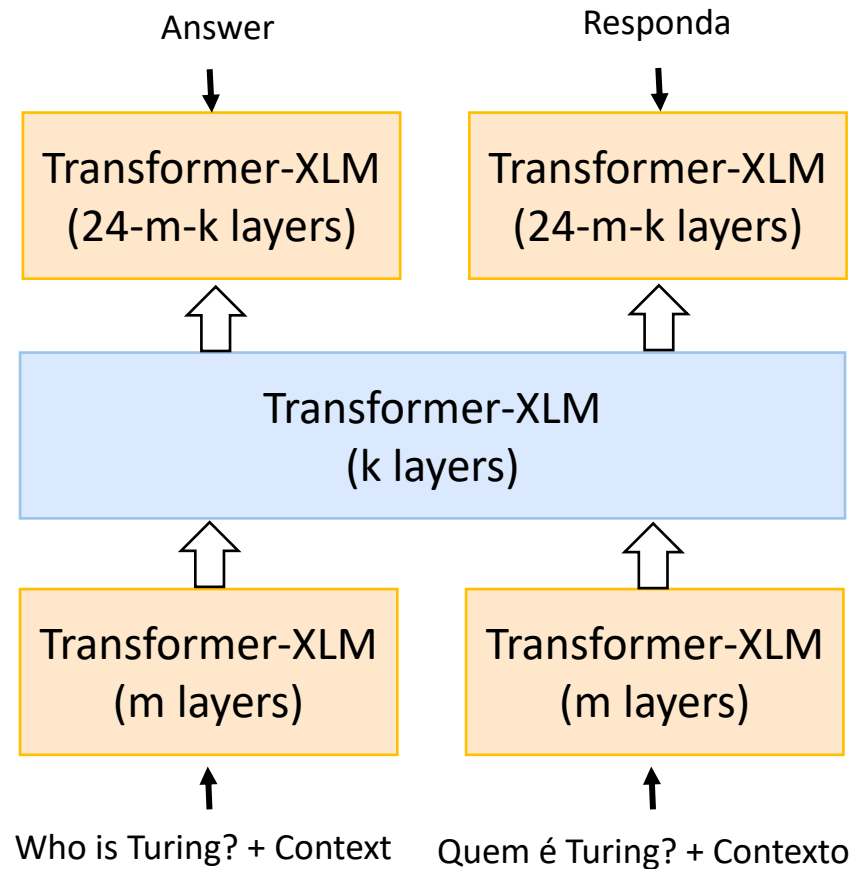 Answer
Responda
Transformer-XLM
(24-m-k layers)
Transformer-XLM
(24-m-k layers)
Transformer-XLM
(k layers)
Transformer-XLM
(m layers)
Transformer-XLM
(m layers)
Who is Turing? + Context
Quem é Turing? + Contexto